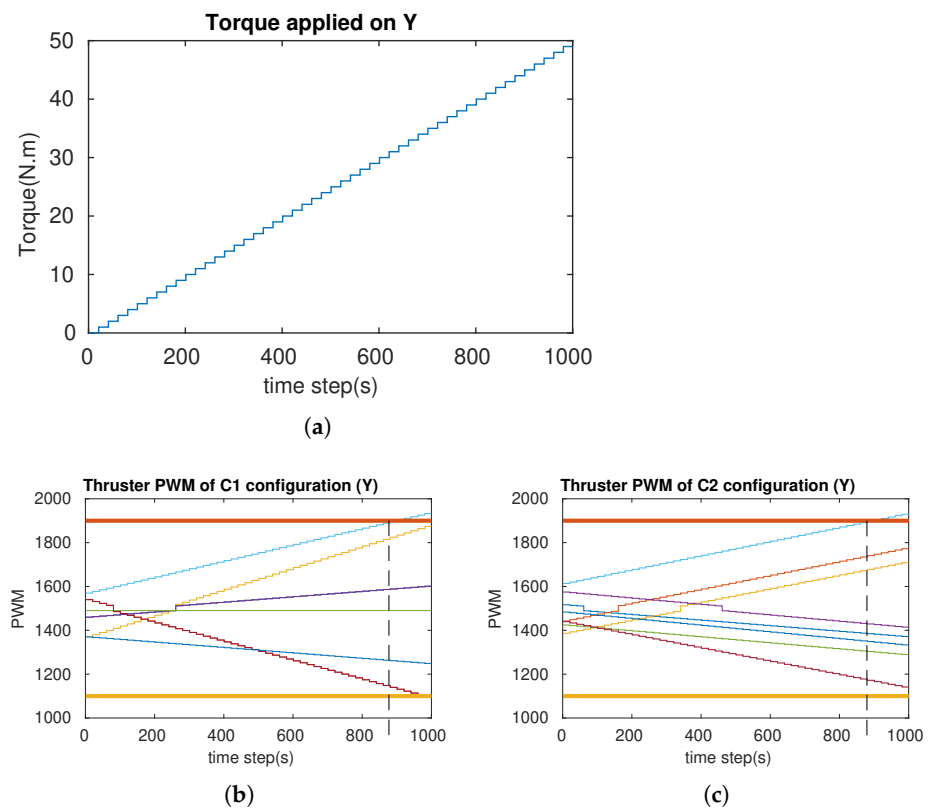 Torque applied on Y
50
40
30
20
10
0
Torque(N.m)
0 200 400 600 800 1000
time step(s)
(a)
Thruster PWM of C1 configuration (Y)
2000
1800
1600
1400
1200
1000
PWM
0 200 400 600 800 1000
time step(s)
(b)
Thruster PWM of C2 configuration (Y)
2000
1800
1600
1400
1200
1000
PWM
0 200 400 600 800 1000
time step(s)
(c)